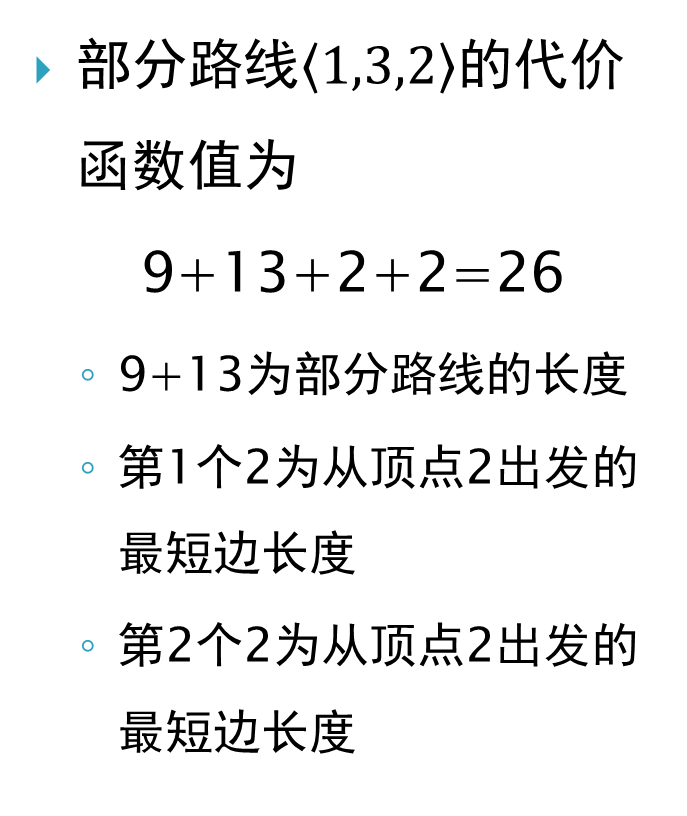 部分路线⟨1,3,2⟩的代价
函数值为
9+13+2+2=26
9+13为部分路线的长度
第1个2为从顶点2出发的
最短边长度
第2个2为从顶点2出发的
最短边长度